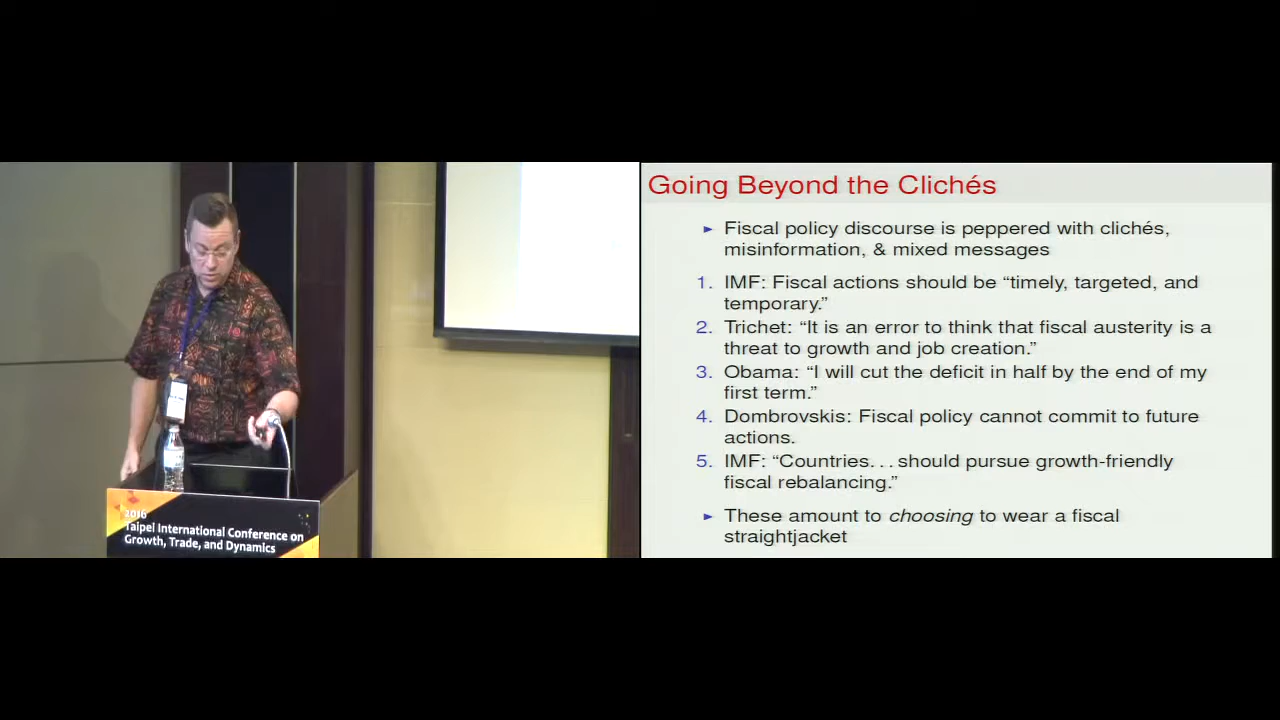 Going Beyond the Clichés
► Fiscal policy discourse is peppered with clichés,
misinformation, & mixed messages
1. IMF: Fiscal actions should be “timely, targeted, and
temporary.”
2. Trichet: “It is an error to think that fiscal austerity is a
threat to growth and job creation.”
3. Obama: “I will cut the deficit in half by the end of my
first term.”
4. Dombrovskis: Fiscal policy cannot commit to future
actions.
5. IMF: “Countries. . . should pursue growth-friendly
fiscal rebalancing.”
► These amount to choosing to wear a fiscal
straightjacket
2016
Taipei International Conference on
Growth, Trade, and Dynamics